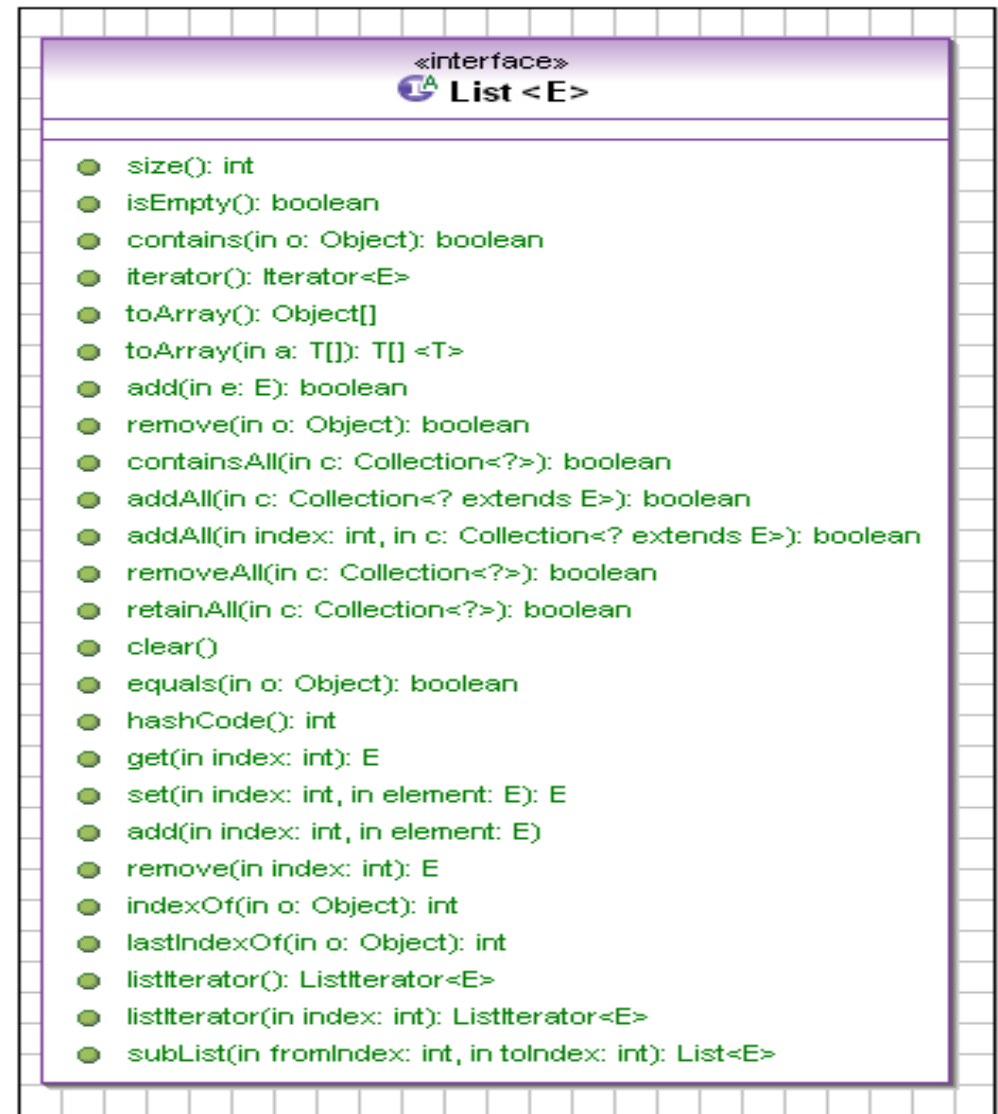 «interface»
List <E>
size(): int
isEmpty(): boolean
contains(in o: Object): boolean
iterator(): Iterator<E>
toArray(): Object[]
toArray(in a: T[]): T[] <T>
add(in e: E): boolean
remove(in o: Object): boolean
containsAll(in c: Collection<?>): boolean
addAll(in c: Collection<? extends E>): boolean
addAll(in index: int, in c: Collection<? extends E>): boolean
removeAll(in c: Collection<?>): boolean
retainAll(in c: Collection<?>): boolean
clear()
equals(in o: Object): boolean
hashCode(): int
get(in index: int): E
set(in index: int, in element: E): E
add(in index: int, in element: E)
remove(in index: int): E
indexOf(in o: Object): int
lastIndexOf(in o: Object): int
listIterator(): ListIterator<E>
listIterator(in index: int): ListIterator<E>
subList(in fromIndex: int, in toIndex: int): List<E>